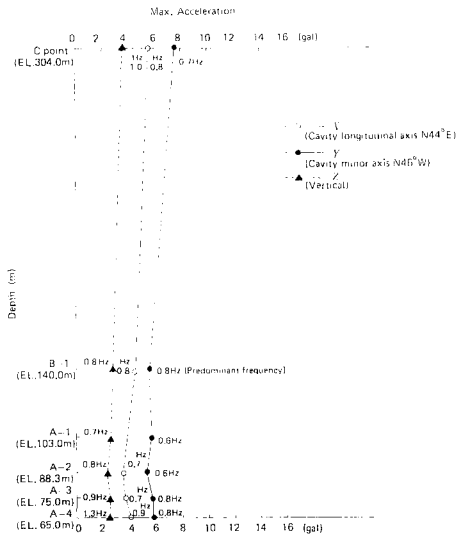 Max. Acceleration
0 2 4 6 8 10 12 14 16 (gal)
C point
(EL.304.0m)
Hz Hz
1.0 0.8 0.7Hz
X
(Cavity longituinal axis N44°E)
Y
(Cavity minor axis N46°W)
Z
(Vertical)
Depth (m)
B-1 0.8Hz Hz
(EL.140.0m) 0.8 0.8Hz (Predominant frequency)
A-1 0.7Hz
(EL.103.0m) 0.6Hz
Hz
A-2 0.8Hz 0.7
(EL. 88.3m) 0.6Hz
Hz
A-3 0.9Hz 0.7 0.8Hz
(EL. 75.0m) Hz
A-4 1.3Hz 0.9 0.8Hz
(EL. 65.0m) 0 2 4 6 8 10 12 14 16 (gal)